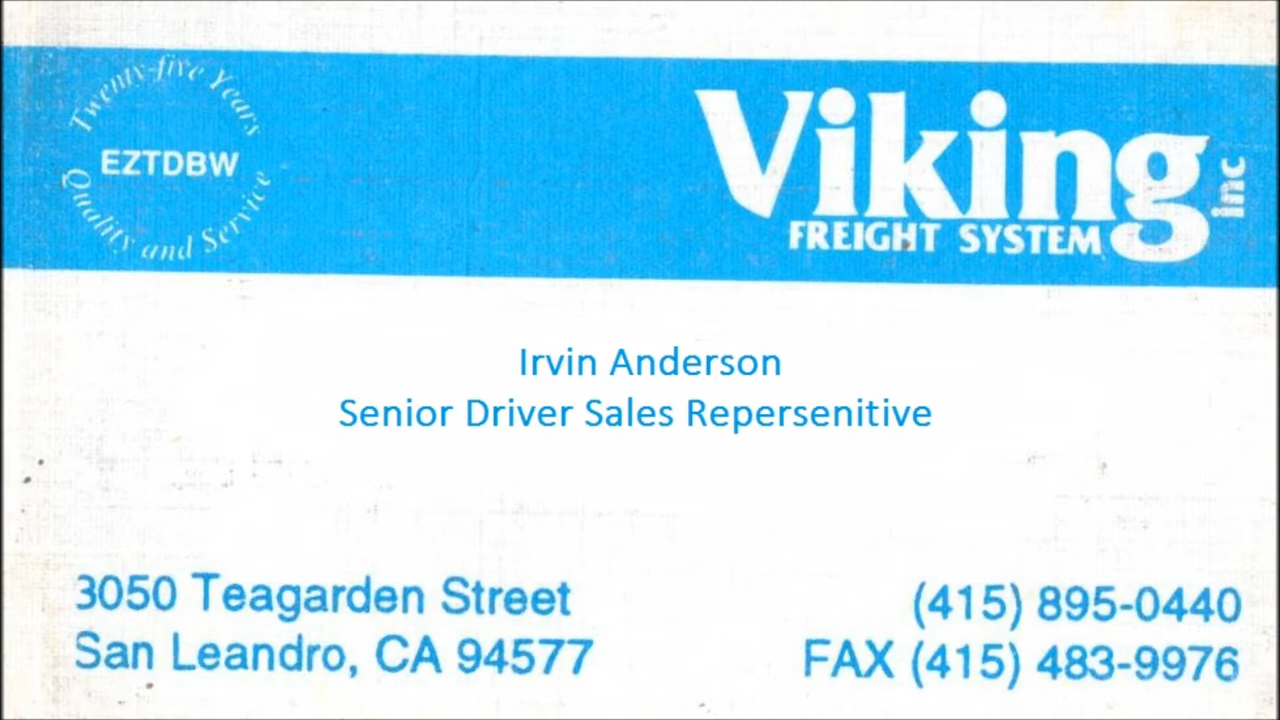 Twenty-five Years
EZTDBW
Quality and Service
Viking inc
FREIGHT SYSTEM
Irvin Anderson
Senior Driver Sales Repersenitive
3050 Teagarden Street
San Leandro, CA 94577
(415) 895-0440
FAX (415) 483-9976